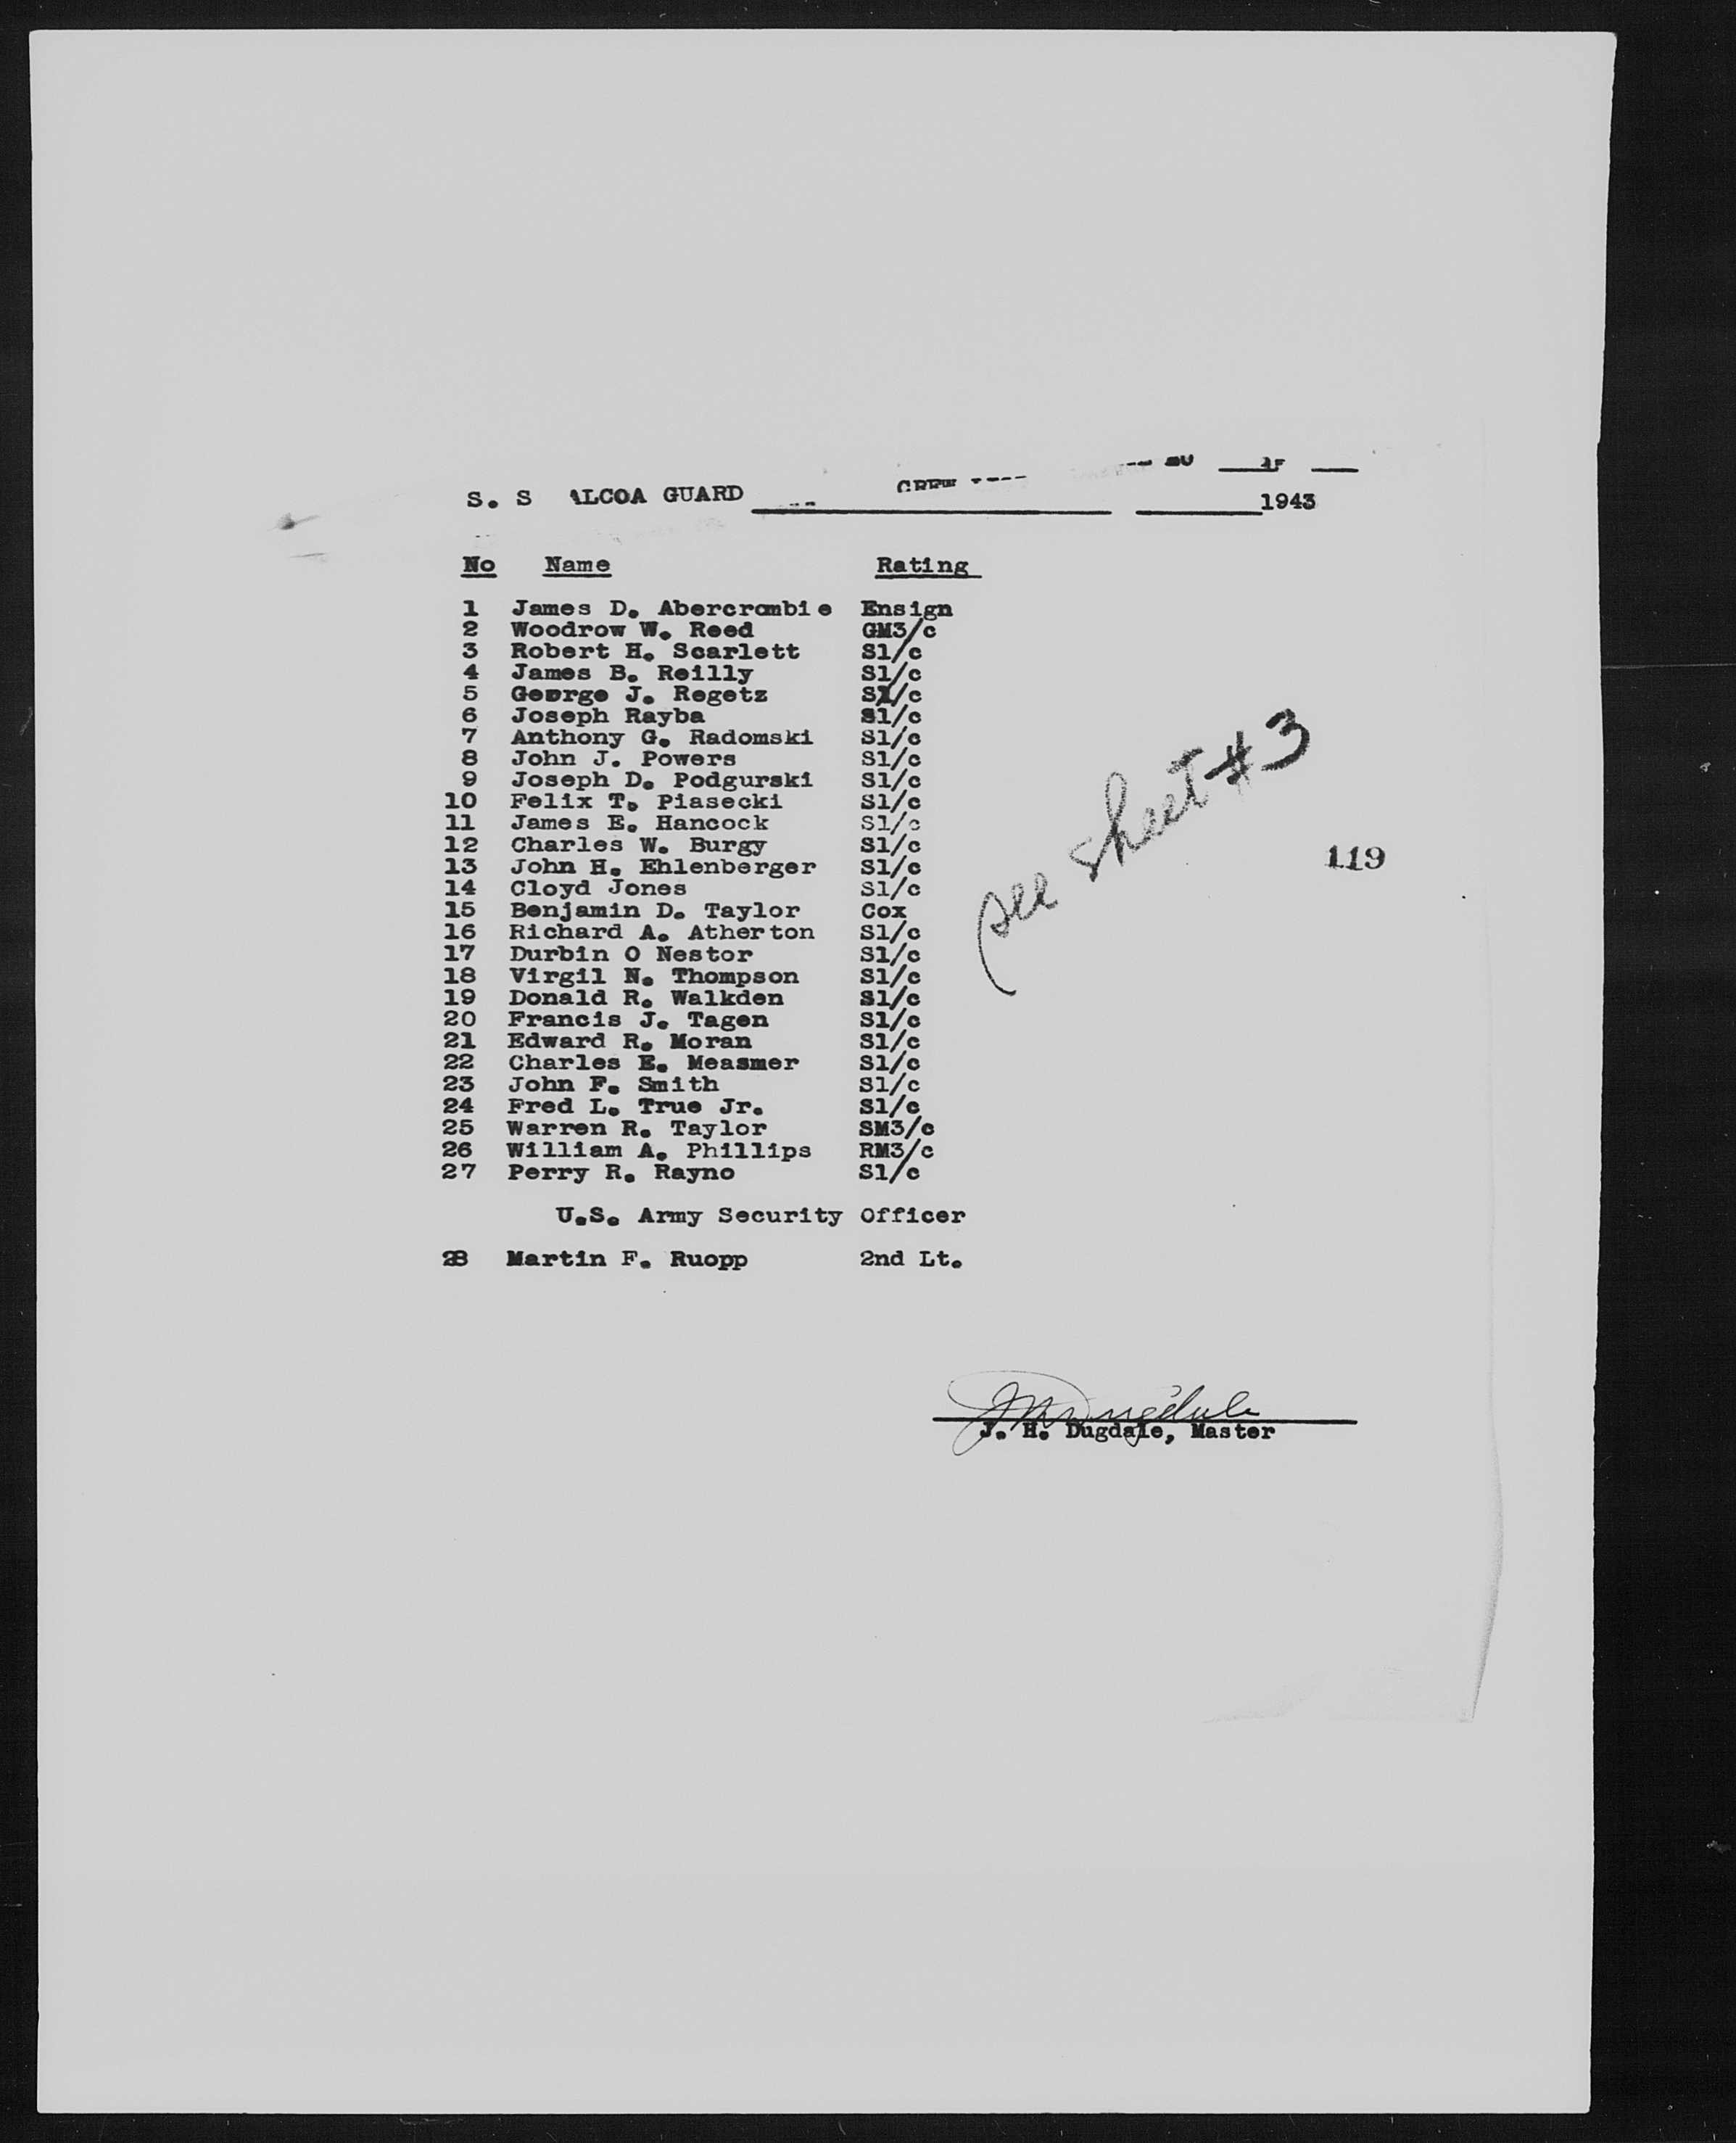 S. S ALCOA GUARD CREW
1943
No Name Rating
1 James D. Abercrombie Ensign
2 Woodrow W. Reed GM3/c
3 Robert H. Scarlett S1/c
4 James B. Reilly S1/c
5 George J. Regetz S1/c
6 Joseph Rayba S1/c
7 Anthony G. Radomski S1/c
8 John J. Powers S1/c
9 Joseph D. Podgurski S1/c
10 Felix T. Piasecki S1/c
11 James E. Hancock S1/c
12 Charles W. Burgy S1/c
13 John H. Ehlenberger S1/c
14 Cloyd Jones S1/c
15 Benjamin D. Taylor Cox
16 Richard A. Atherton S1/c
17 Durbin O Nestor S1/c
18 Virgil N. Thompson S1/c
19 Donald R. Walkden S1/c
20 Francis J. Tagen S1/c
21 Edward R. Moran S1/c
22 Charles E. Measmer S1/c
23 John F. Smith S1/c
24 Fred L. True Jr. S1/c
25 Warren R. Taylor SM3/c
26 William A. Phillips RM3/c
27 Perry R. Rayno S1/c
see sheet #3
119
U.S. Army Security Officer
28 Martin F. Ruopp 2nd Lt.
J H Dugdale
J. H. Dugdale, Master